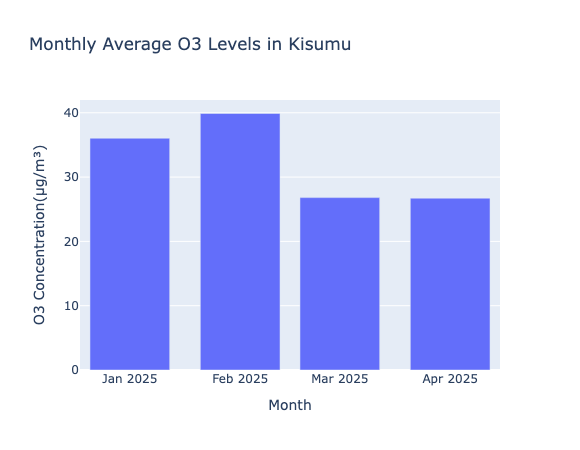 Monthly Average O3 Levels in Kisumu
O3 Concentration(µg/m³)
40
30
20
10
0
Jan 2025 Feb 2025 Mar 2025 Apr 2025
Month